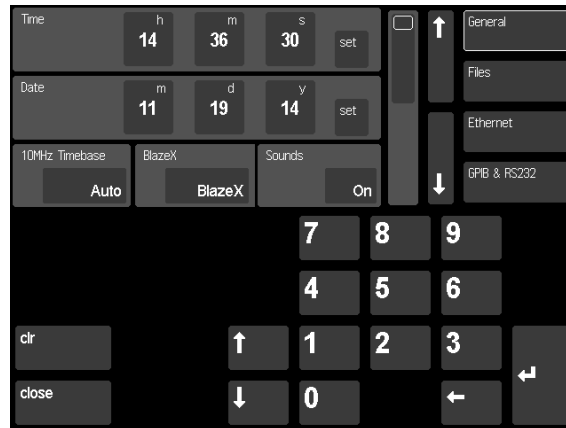 Time
h m s
14 36 30 set
General
Files
Date
m d y
11 19 14 set
Ethernet
10MHz Timebase BlazeX Sounds
Auto BlazeX On
GPIB & RS232
7 8 9
4 5 6
clr 1 2 3
close 0